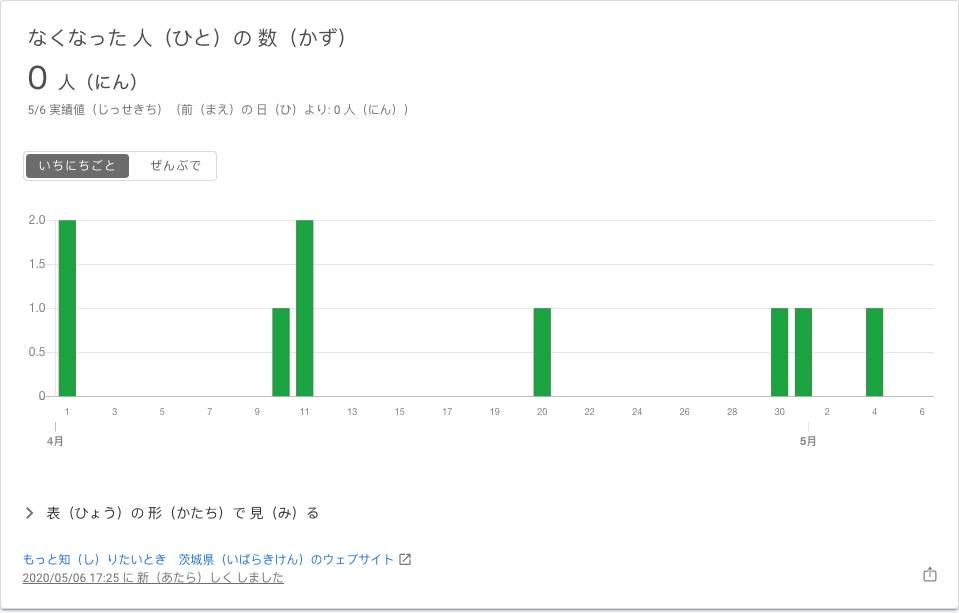 なくなった 人（ひと）の 数（かず）
0 人（にん）
5/6 実績値（じっせきち）（前（まえ）の 日（ひ）より: 0 人（にん））
いちにちごと ぜんぶで
2.0
1.5
1.0
0.5
0
1 3 5 7 9 11 13 15 17 19 20 22 24 26 28 30 2 4 6
4月 5月
表（ひょう）の 形（かたち）で 見（み）る
もっと知（し）りたいとき　茨城県（いばらきけん）のウェブサイト
2020/05/06 17:25 に 新（あたら）しく しました